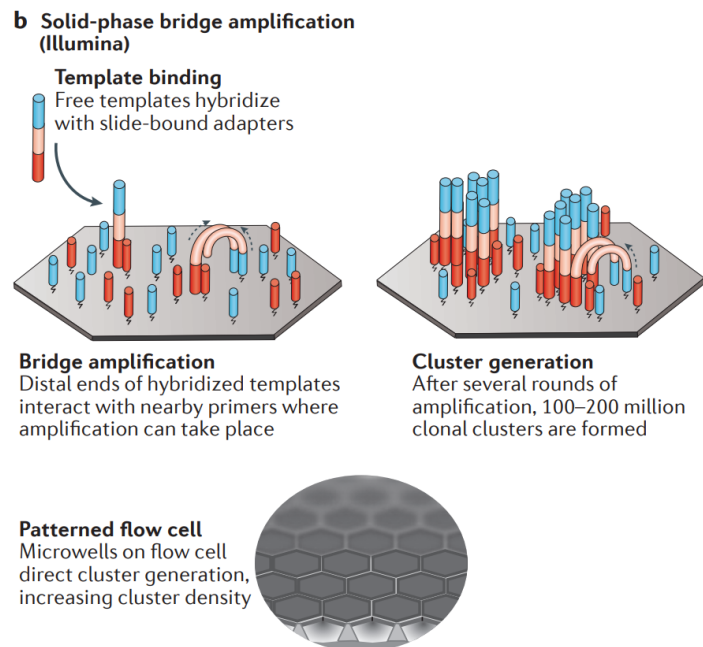 b Solid-phase bridge amplification
(Illumina)
Template binding
Free templates hybridize
with slide-bound adapters
Bridge amplification
Distal ends of hybridized templates
interact with nearby primers where
amplification can take place
Cluster generation
After several rounds of
amplification, 100–200 million
clonal clusters are formed
Patterned flow cell
Microwells on flow cell
direct cluster generation,
increasing cluster density